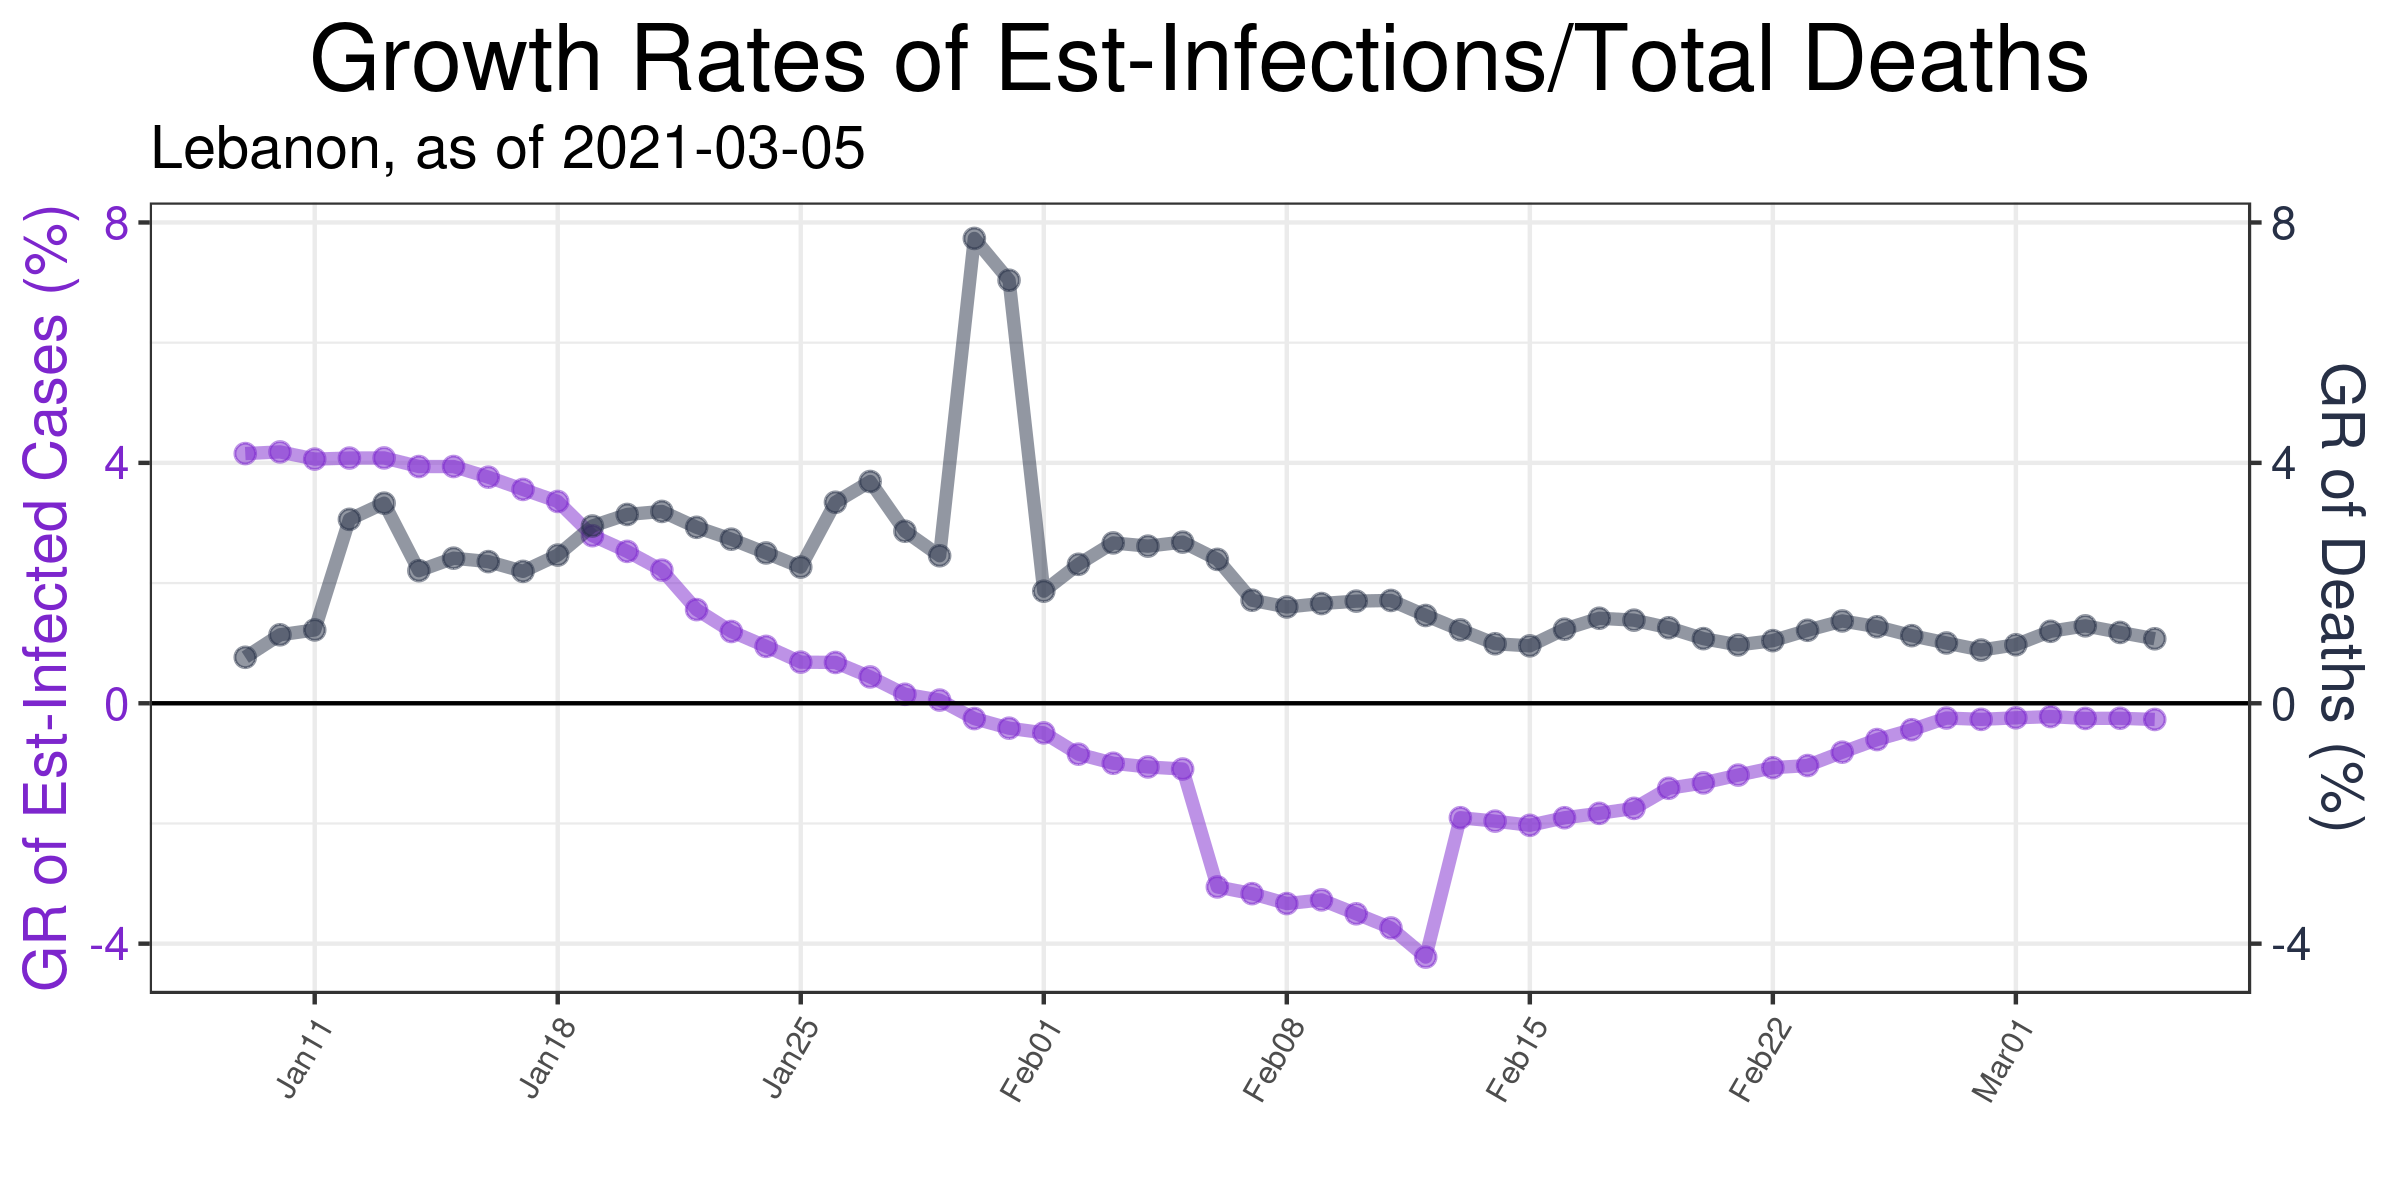 Growth Rates of Est-Infections/Total Deaths
Lebanon, as of 2021-03-05
GR of Est-Infected Cases (%)
8
4
0
-4
8
4
0
-4
GR of Deaths (%)
Jan11
Jan18
Jan25
Feb01
Feb08
Feb15
Feb22
Mar01